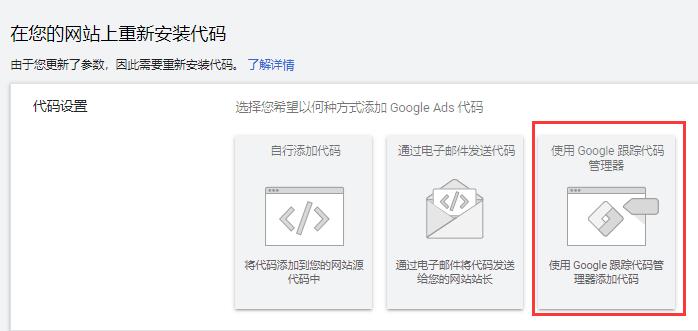 在您的网站上重新安装代码
由于您更新了参数，因此需要重新安装代码。 了解详情
代码设置
选择您希望以何种方式添加 Google Ads 代码
自行添加代码
将代码添加到您的网站源
代码中
通过电子邮件发送代码
通过电子邮件将代码发送
给您的网站站长
使用 Google 跟踪代码
管理器
使用 Google 跟踪代码管
理器添加代码